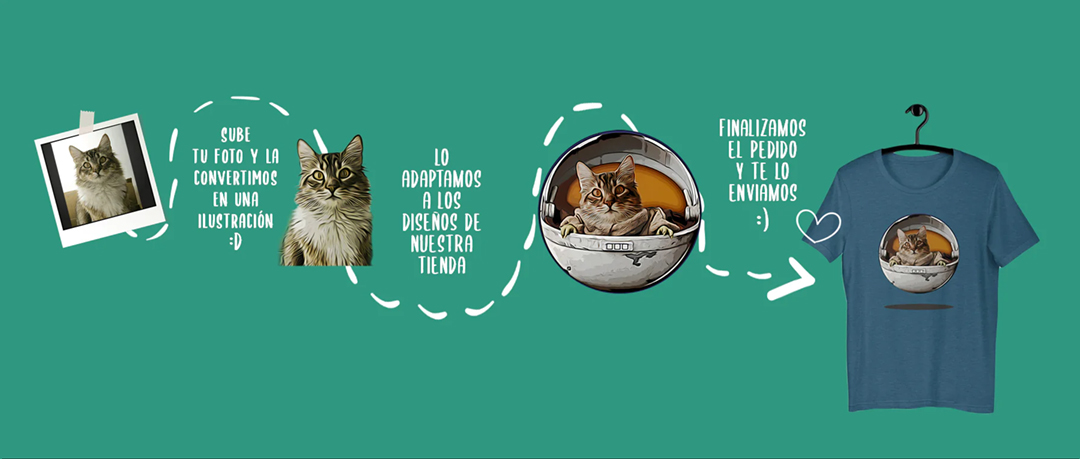 SUBE
TU FOTO Y LA
CONVERTIMOS
EN UNA
ILUSTRACIÓN
:D
LO
ADAPTAMOS
A LOS
DISEÑOS DE
NUESTRA
TIENDA
FINALIZAMOS
EL PEDIDO
Y TE LO
ENVIAMOS
:)